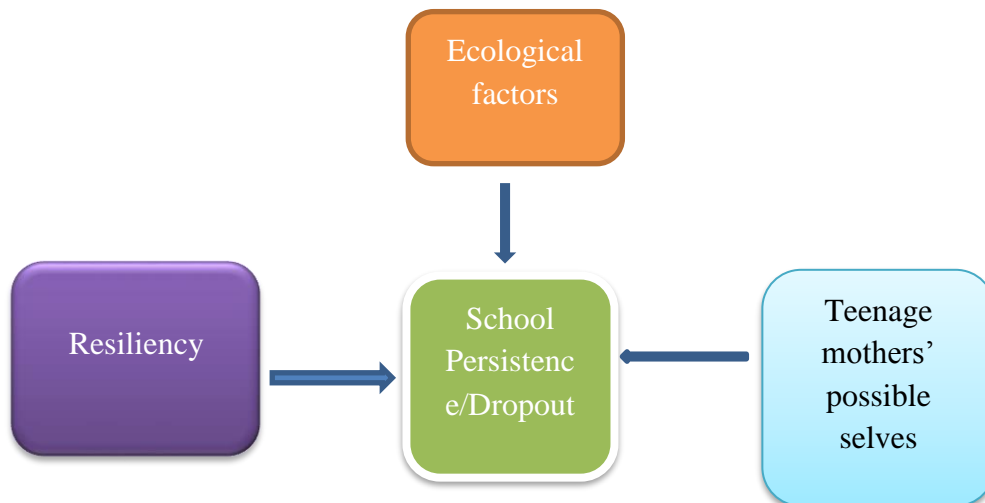 Ecological
factors
Resiliency
School
Persistenc
e/Dropout
Teenage
mothers’
possible
selves